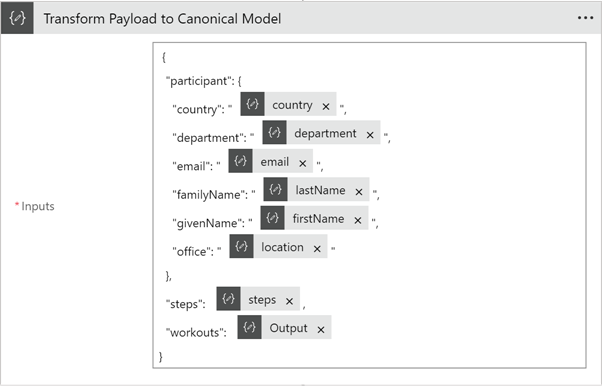 Transform Payload to Canonical Model
{
"participant": {
"country": " country × ",
"department": " department × ",
"email": " email × ",
"familyName": " lastName × ",
"givenName": " firstName × ",
* Inputs
"office": " location × "
},
"steps": steps × ,
"workouts": Output ×
}